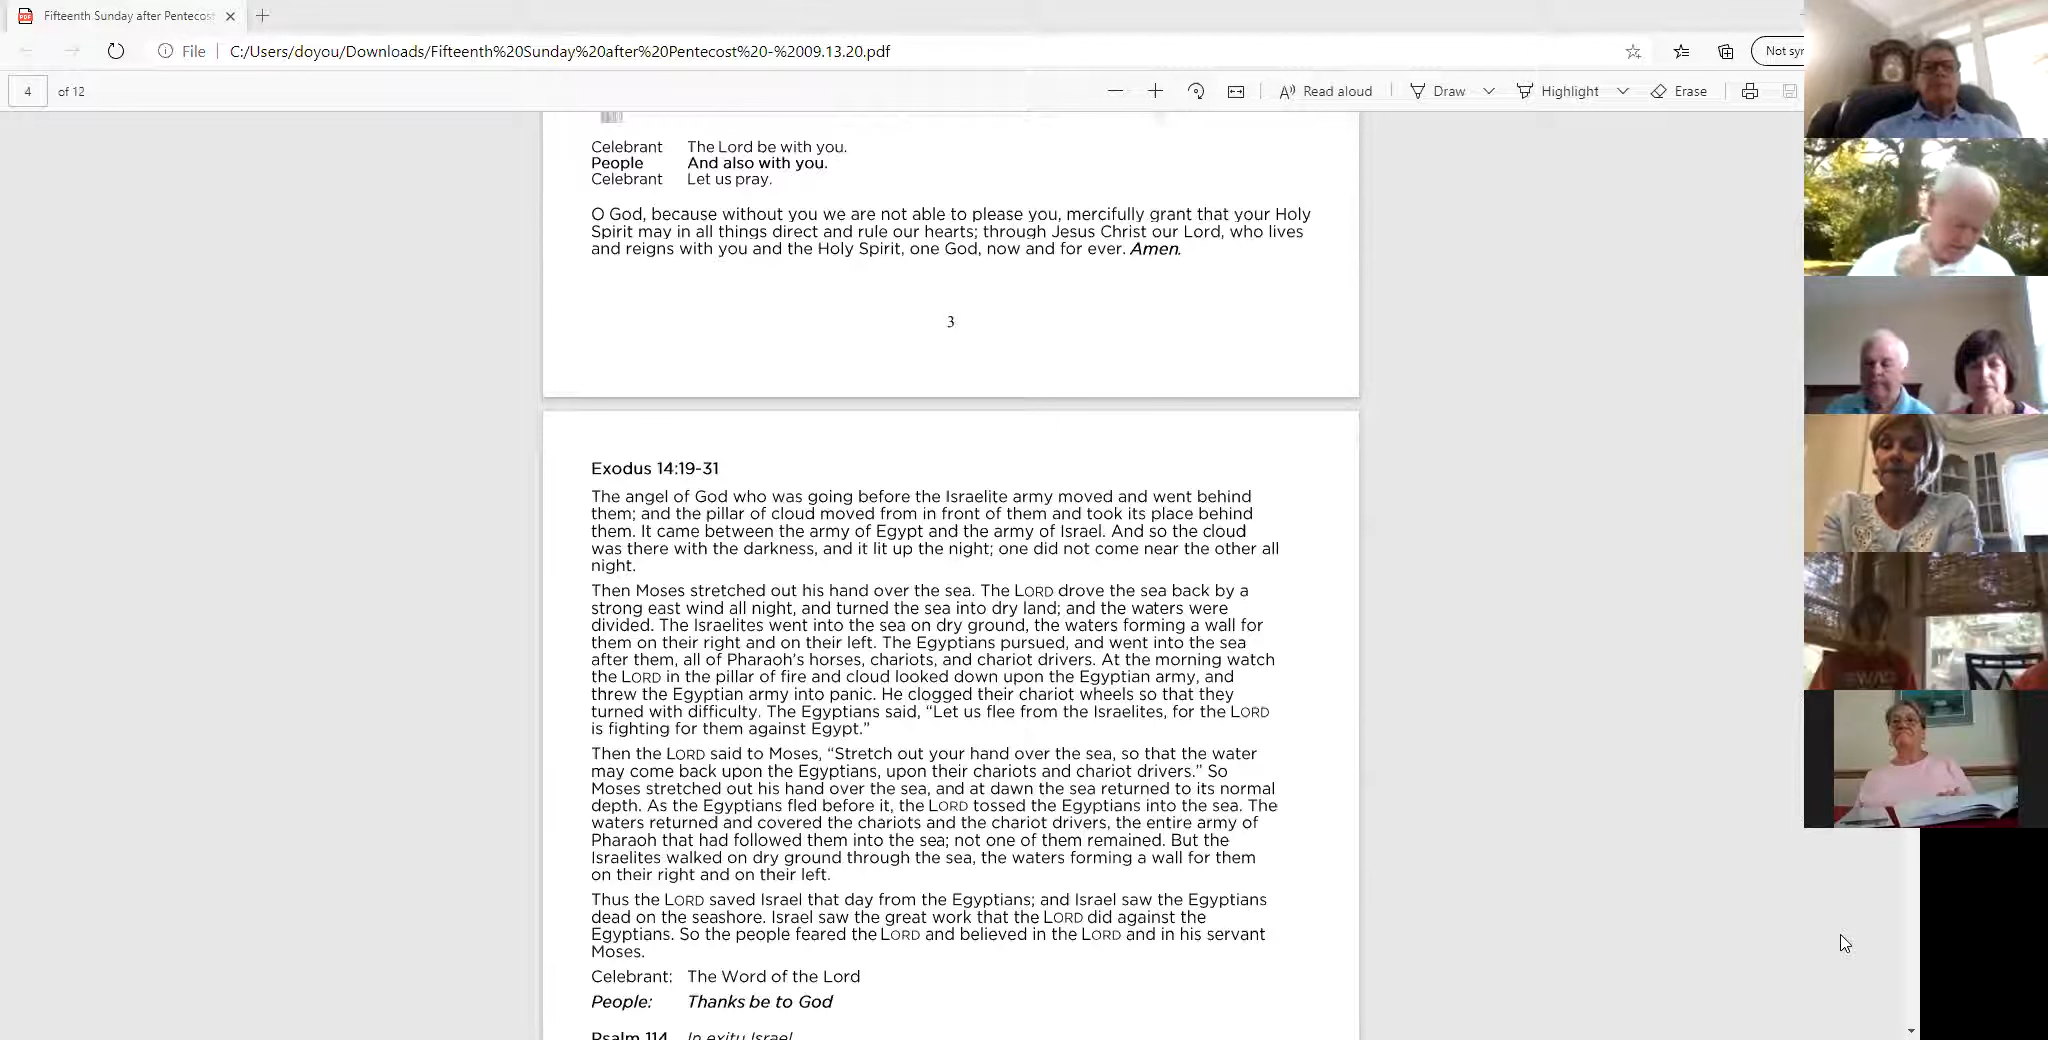 Fifteenth Sunday after Pentecost
File
C:/Users/doyou/Downloads/Fifteenth%20Sunday%20after%20Pentecost%20-%2009.13.20.pdf
Not syn
4 of 12
Read aloud
Draw
Highlight
Erase
Celebrant The Lord be with you.
People And also with you.
Celebrant Let us pray.
O God, because without you we are not able to please you, mercifully grant that your Holy
Spirit may in all things direct and rule our hearts; through Jesus Christ our Lord, who lives
and reigns with you and the Holy Spirit, one God, now and for ever. Amen.
3
Exodus 14:19-31
The angel of God who was going before the Israelite army moved and went behind
them; and the pillar of cloud moved from in front of them and took its place behind
them. It came between the army of Egypt and the army of Israel. And so the cloud
was there with the darkness, and it lit up the night; one did not come near the other all
night.
Then Moses stretched out his hand over the sea. The LORD drove the sea back by a
strong east wind all night, and turned the sea into dry land; and the waters were
divided. The Israelites went into the sea on dry ground, the waters forming a wall for
them on their right and on their left. The Egyptians pursued, and went into the sea
after them, all of Pharaoh's horses, chariots, and chariot drivers. At the morning watch
the LORD in the pillar of fire and cloud looked down upon the Egyptian army, and
threw the Egyptian army into panic. He clogged their chariot wheels so that they
turned with difficulty. The Egyptians said, “Let us flee from the Israelites, for the LORD
is fighting for them against Egypt.”
Then the LORD said to Moses, “Stretch out your hand over the sea, so that the water
may come back upon the Egyptians, upon their chariots and chariot drivers.” So
Moses stretched out his hand over the sea, and at dawn the sea returned to its normal
depth. As the Egyptians fled before it, the LORD tossed the Egyptians into the sea. The
waters returned and covered the chariots and the chariot drivers, the entire army of
Pharaoh that had followed them into the sea; not one of them remained. But the
Israelites walked on dry ground through the sea, the waters forming a wall for them
on their right and on their left.
Thus the LORD saved Israel that day from the Egyptians; and Israel saw the Egyptians
dead on the seashore. Israel saw the great work that the LORD did against the
Egyptians. So the people feared the LORD and believed in the LORD and in his servant
Moses.
Celebrant: The Word of the Lord
People: Thanks be to God
Psalm 114 In exitu Israel